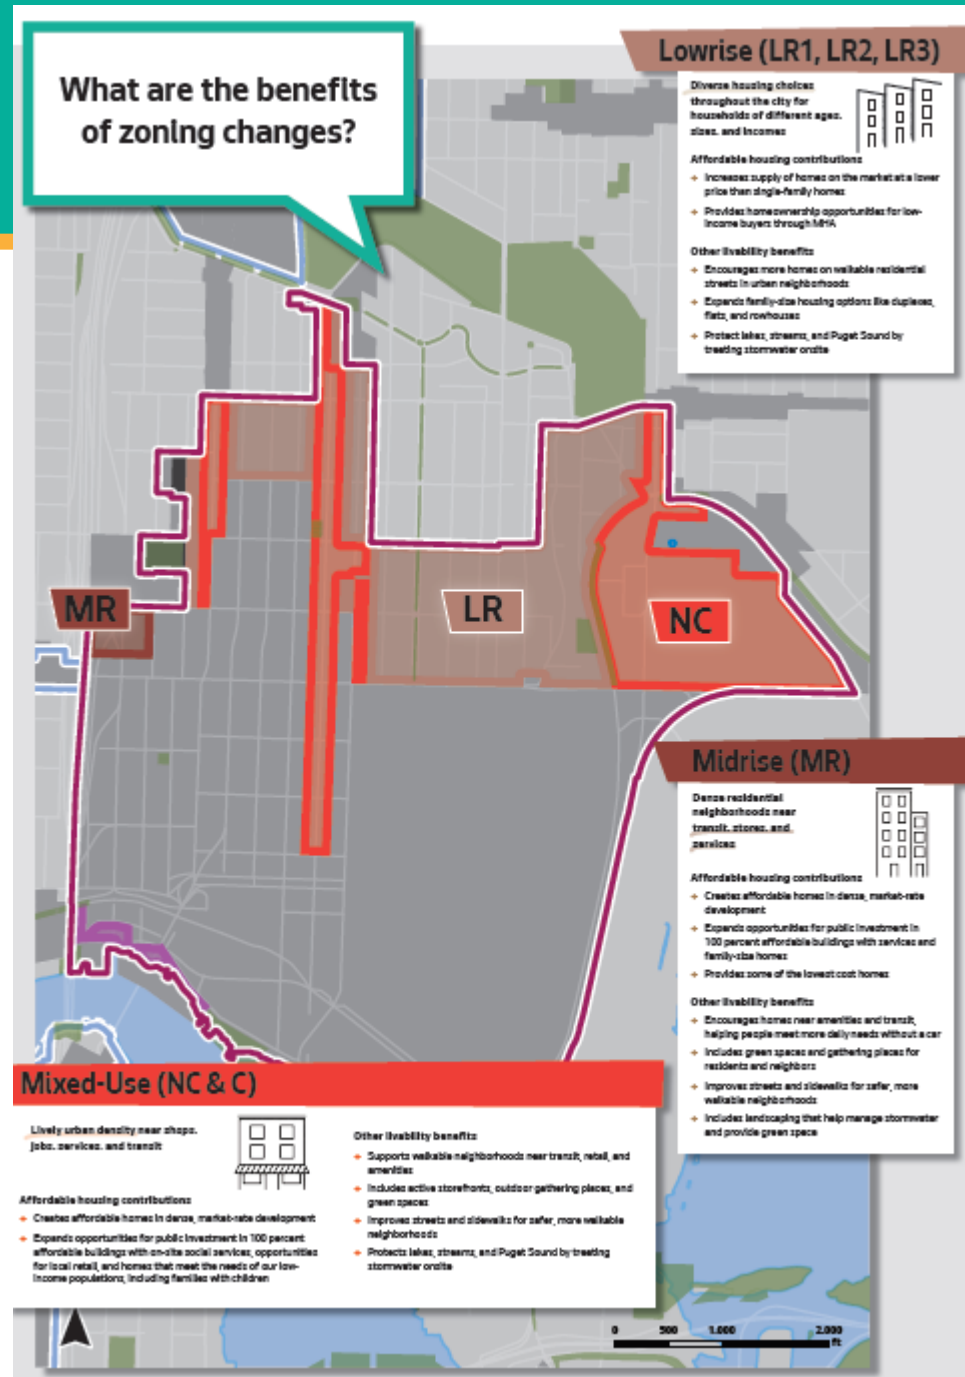 What are the benefits
of zoning changes?
Lowrise (LR1, LR2, LR3)
Diverse housing choices
throughout the city for
households of different ages,
sizes, and incomes
Affordable housing contributions
+ Increases supply of homes on the market at a lower
price than single-family homes
+ Provides homeownership opportunities for low-
income buyers through MHA
Other livability benefits
+ Encourages more homes on walkable residential
streets in urban neighborhoods
+ Expands family-size housing options like duplexes,
flats, and rowhouses
+ Protect lakes, streams, and Puget Sound by
treating stormwater onsite
MR
LR
NC
Midrise (MR)
Dense residential
neighborhoods near
transit, stores, and
services
Affordable housing contributions
+ Creates affordable homes in dense, market-rate
development
+ Expands opportunities for public investment in
100 percent affordable buildings with services and
family-size homes
+ Provides some of the lowest cost homes
Other livability benefits
+ Encourages homes near amenities and transit,
helping people meet more daily needs without a car
+ Includes green spaces and gathering places for
residents and neighbors
+ Improves streets and sidewalks for safer, more
walkable neighborhoods
+ Includes landscaping that help manage stormwater
and provide green space
Mixed-Use (NC & C)
Lively urban density near shops,
jobs, services, and transit
Affordable housing contributions
+ Creates affordable homes in dense, market-rate development
+ Expands opportunities for public investment in 100 percent
affordable buildings with on-site social services, opportunities
for local retail, and homes that meet the needs of our low-
income populations, including families with children
Other livability benefits
+ Supports walkable neighborhoods near transit, retail, and
amenities
+ Includes active storefronts, outdoor gathering places, and
green spaces
+ Improves streets and sidewalks for safer, more walkable
neighborhoods
+ Protects lakes, streams, and Puget Sound by treating
stormwater onsite
0 500 1,000 2,000
ft